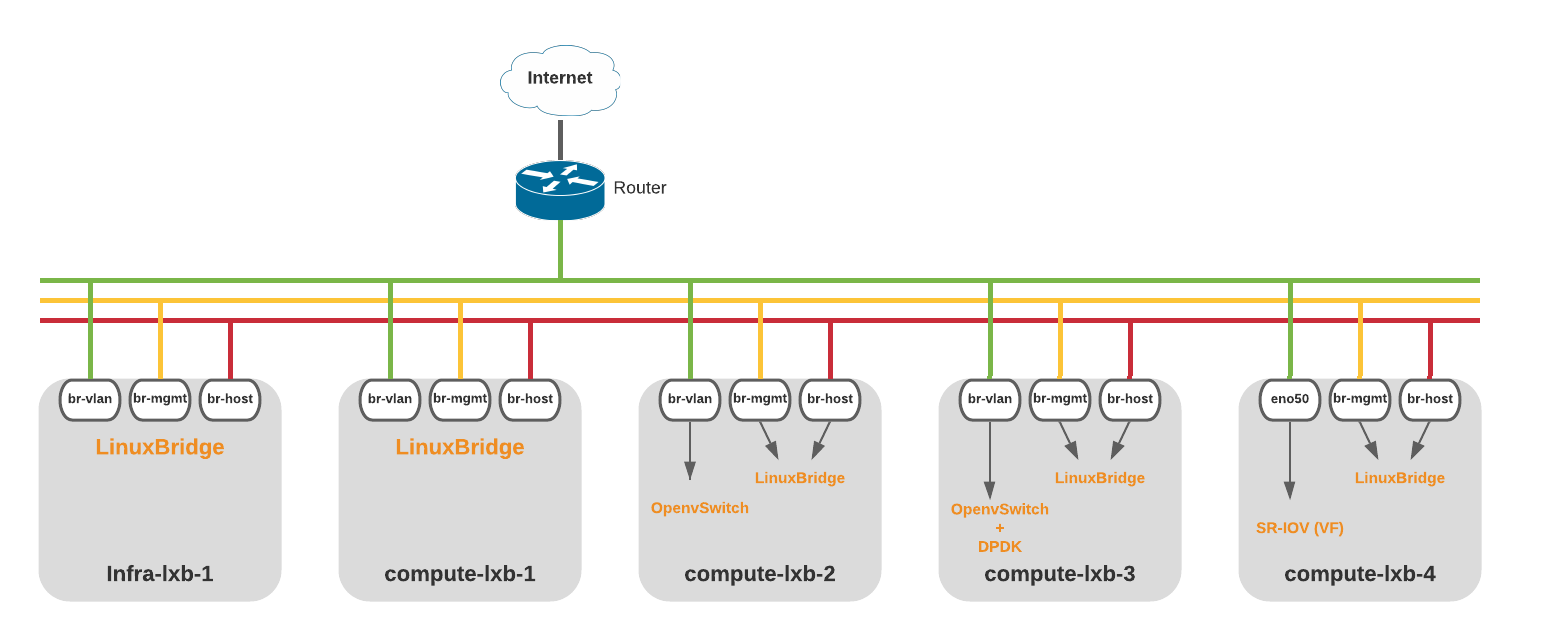 Internet
Router
br-vlan br-mgmt br-host
LinuxBridge
Infra-lxb-1
br-vlan br-mgmt br-host
LinuxBridge
compute-lxb-1
br-vlan br-mgmt br-host
LinuxBridge
OpenvSwitch
compute-lxb-2
br-vlan br-mgmt br-host
LinuxBridge
OpenvSwitch
+
DPDK
compute-lxb-3
eno50 br-mgmt br-host
LinuxBridge
SR-IOV (VF)
compute-lxb-4